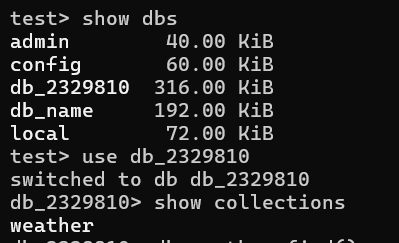 test> show dbs
admin         40.00 KiB
config        60.00 KiB
db_2329810  316.00 KiB
db_name     192.00 KiB
local         72.00 KiB
test> use db_2329810
switched to db db_2329810
db_2329810> show collections
weather